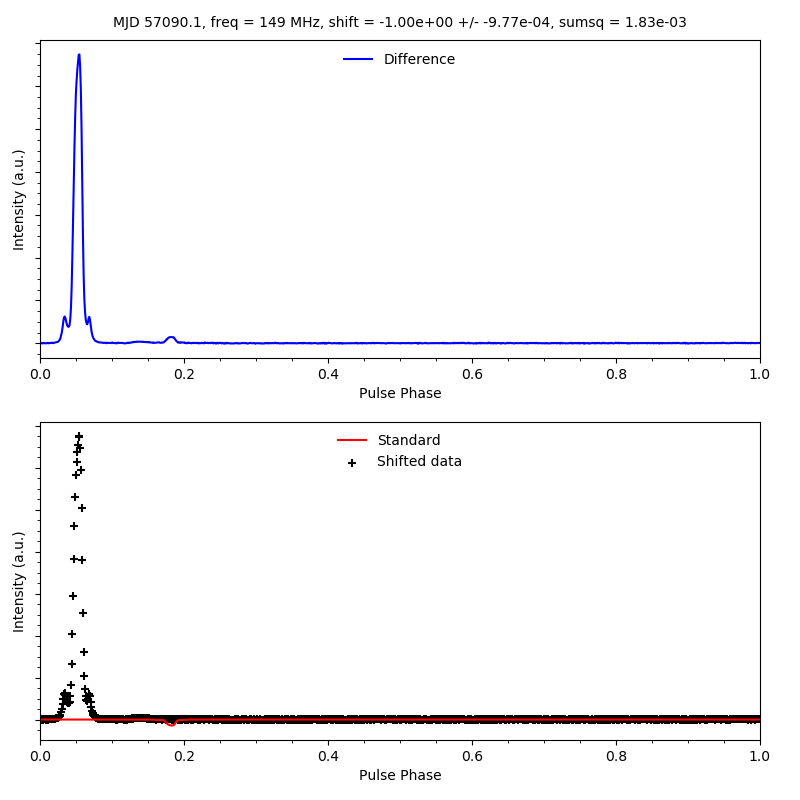 MJD 57090.1, freq = 149 MHz, shift = -1.00e+00 +/- -9.77e-04, sumsq = 1.83e-03
Difference
Intensity (a.u.)
0.0 0.2 0.4 0.6 0.8 1.0
Pulse Phase
Standard
Shifted data
Intensity (a.u.)
0.0 0.2 0.4 0.6 0.8 1.0
Pulse Phase